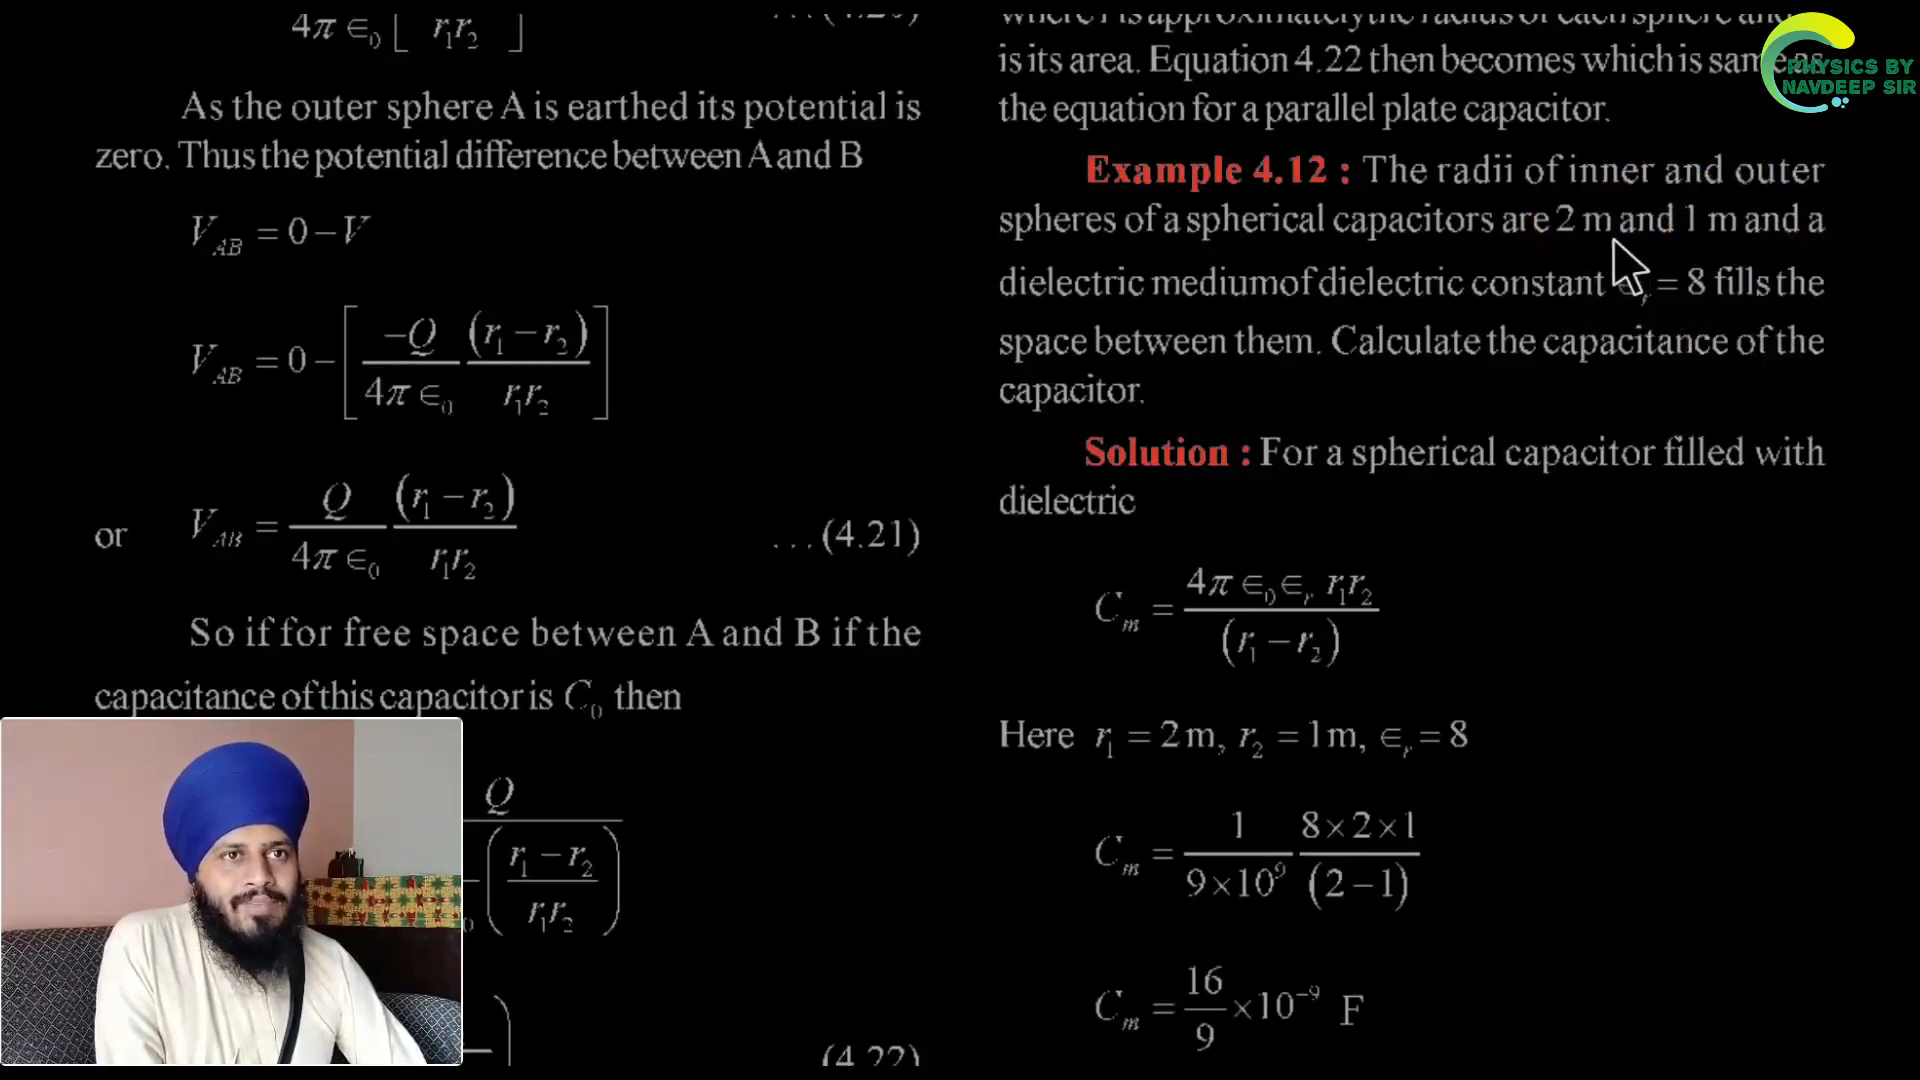 4π ∈₀ [ r₁r₂ ]
As the outer sphere A is earthed its potential is
zero. Thus the potential difference between A and B
V_AB = 0 − V
V_AB = 0 − [ −Q / 4π ∈₀ (r₁ − r₂) / r₁r₂ ]
or V_AB = Q / 4π ∈₀ (r₁ − r₂) / r₁r₂ ... (4.21)
So if for free space between A and B if the
capacitance of this capacitor is C₀ then
Q
( r₁ − r₂ / r₁r₂ )
(4.22)
is its area. Equation 4.22 then becomes which is same as
the equation for a parallel plate capacitor.
Example 4.12 : The radii of inner and outer
spheres of a spherical capacitors are 2 m and 1 m and a
dielectric medium of dielectric constant ∈ᵣ = 8 fills the
space between them. Calculate the capacitance of the
capacitor.
Solution : For a spherical capacitor filled with
dielectric
C_m = 4π ∈₀∈ᵣ r₁r₂ / (r₁ − r₂)
Here r₁ = 2m, r₂ = 1m, ∈ᵣ = 8
C_m = 1 / 9×10⁹ 8×2×1 / (2−1)
C_m = 16 / 9 ×10⁻⁹ F
PHYSICS BY
NAVDEEP SIR